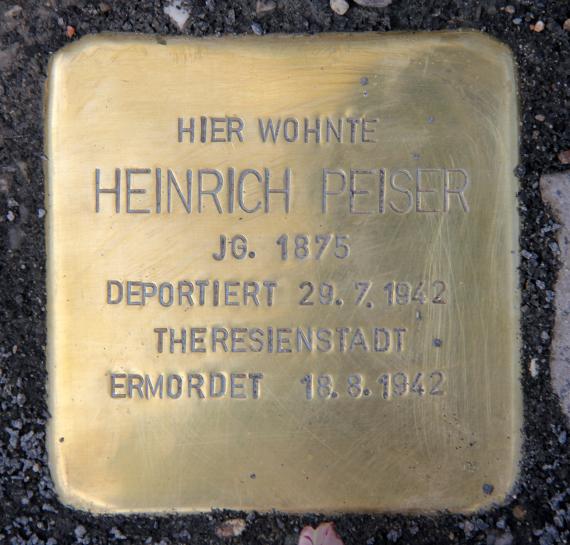 HIER WOHNTE
HEINRICH PEISER
JG. 1875
DEPORTIERT 29.7.1942
THERESIENSTADT
ERMORDET 18.8.1942